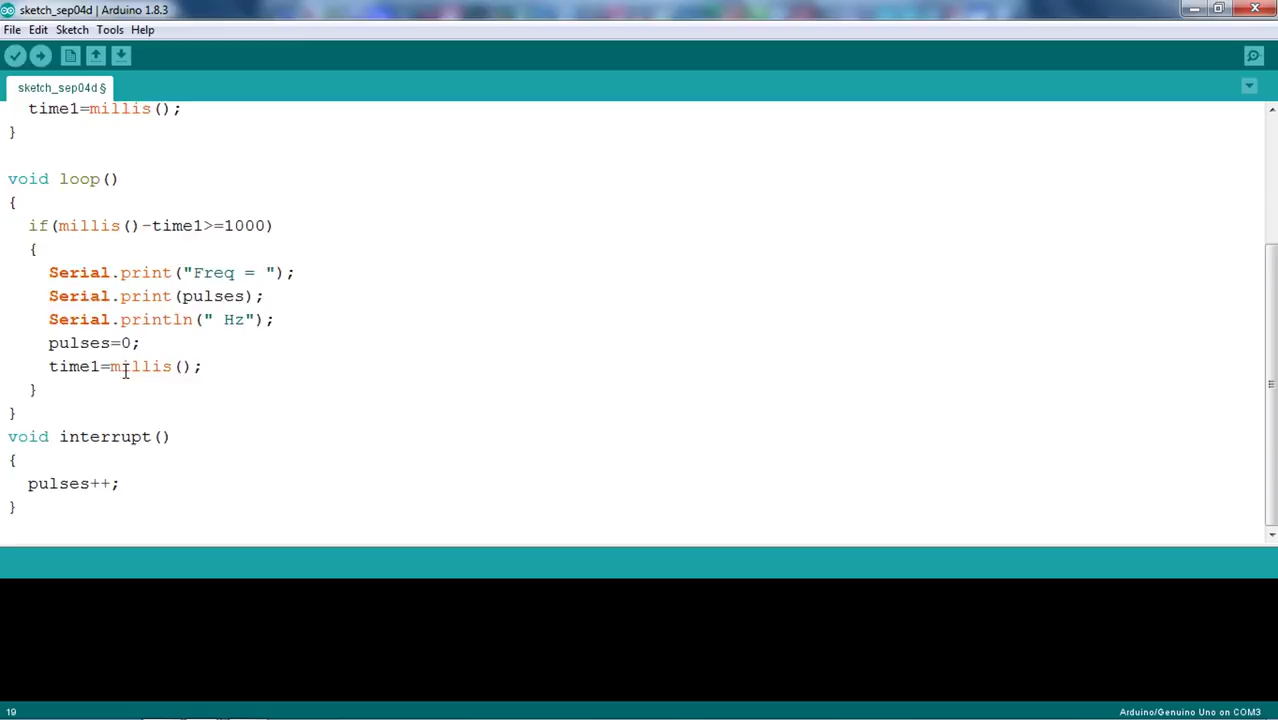 sketch_sep04d | Arduino 1.8.3
File Edit Sketch Tools Help
sketch_sep04d §
  time1=millis();
}
void loop()
{
  if(millis()-time1>=1000)
  {
    Serial.print("Freq = ");
    Serial.print(pulses);
    Serial.println(" Hz");
    pulses=0;
    time1=millis();
  }
}
void interrupt()
{
  pulses++;
}
19 Arduino/Genuino Uno on COM3